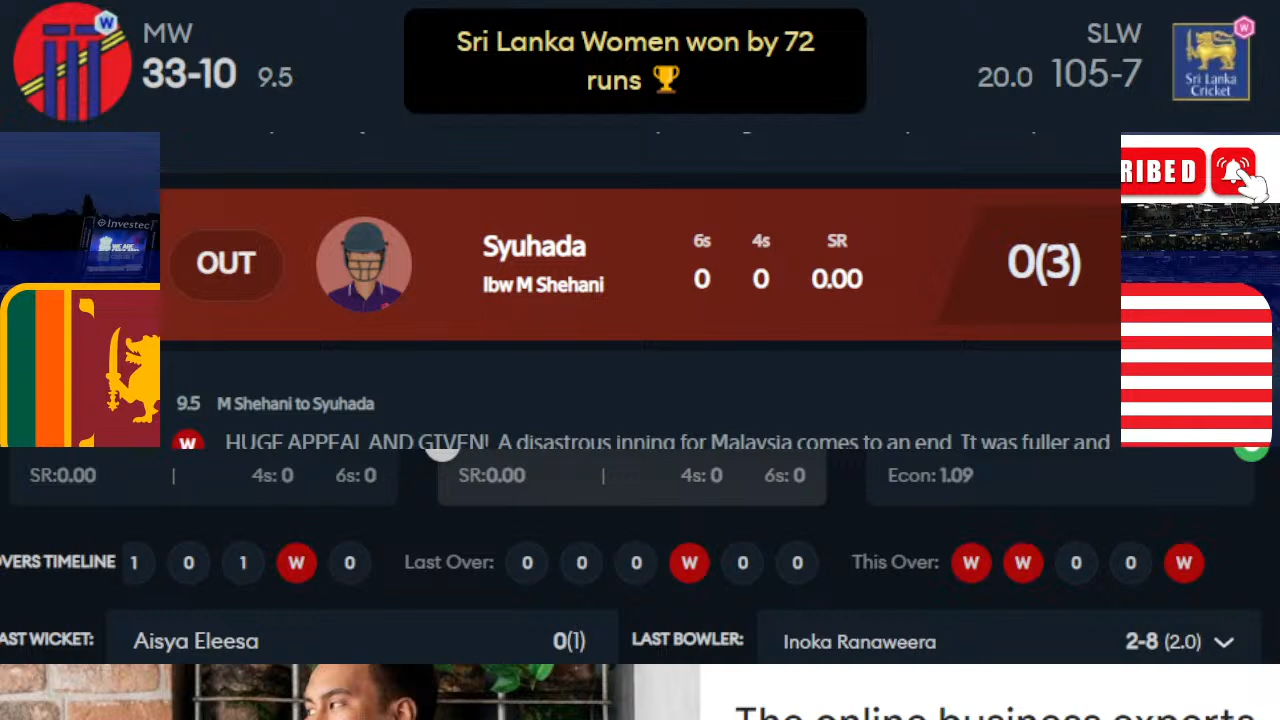 MW
33-10 9.5
W
Sri Lanka Women won by 72
runs 🏆
SLW
20.0 105-7
W
Sri Lanka
Cricket
Investec
WE ARE
RIBED
OUT
Syuhada
lbw M Shehani
6s 4s SR
0 0 0.00
0(3)
9.5 M Shehani to Syuhada
W HUGE APPEAL AND GIVEN! A disastrous inning for Malaysia comes to an end. It was fuller and
SR:0.00 | 4s: 0 6s: 0
SR:0.00 | 4s: 0 6s: 0
Econ: 1.09
VERS TIMELINE 1 0 1 W 0 Last Over: 0 0 0 W 0 0 This Over: W W 0 0 W
AST WICKET: Aisya Eleesa 0(1) LAST BOWLER: Inoka Ranaweera 2-8 (2.0)
The online business experts